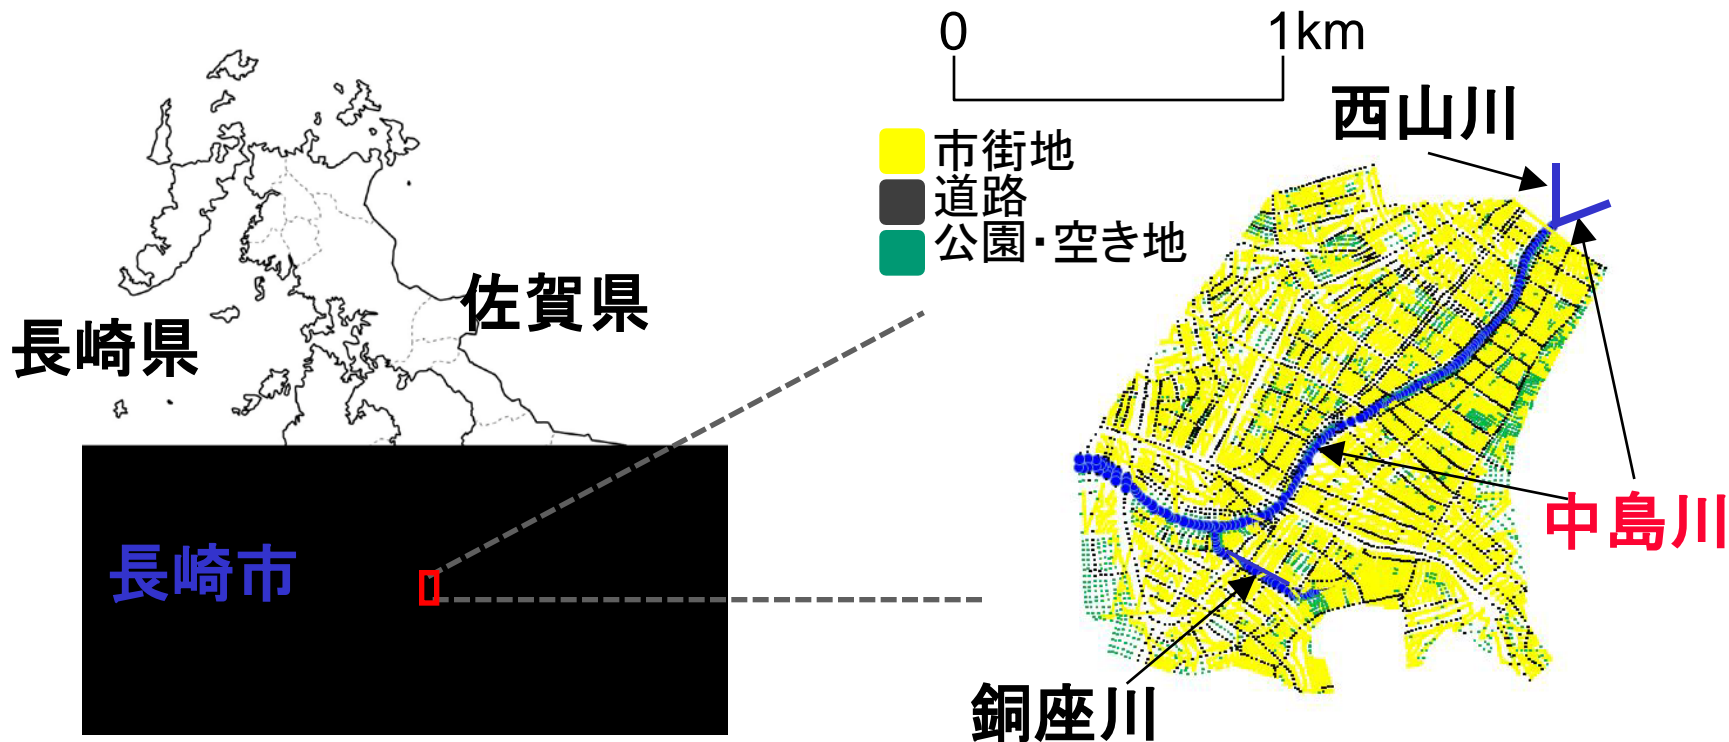 0 1km
西山川
市街地
道路
公園・空き地
佐賀県
長崎県
中島川
長崎市
銅座川